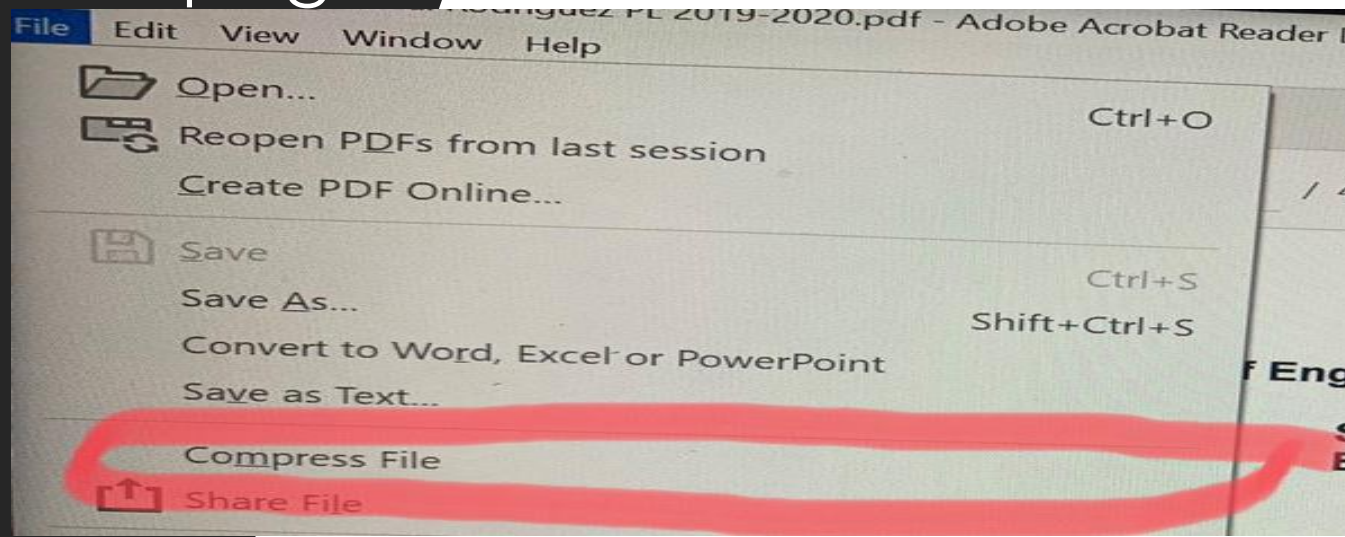 2019-2020.pdf - Adobe Acrobat Reader
File Edit View Window Help
Open... Ctrl+O
Reopen PDFs from last session
Create PDF Online...
Save Ctrl+S
Save As... Shift+Ctrl+S
Convert to Word, Excel or PowerPoint
Save as Text...
Compress File
Share File